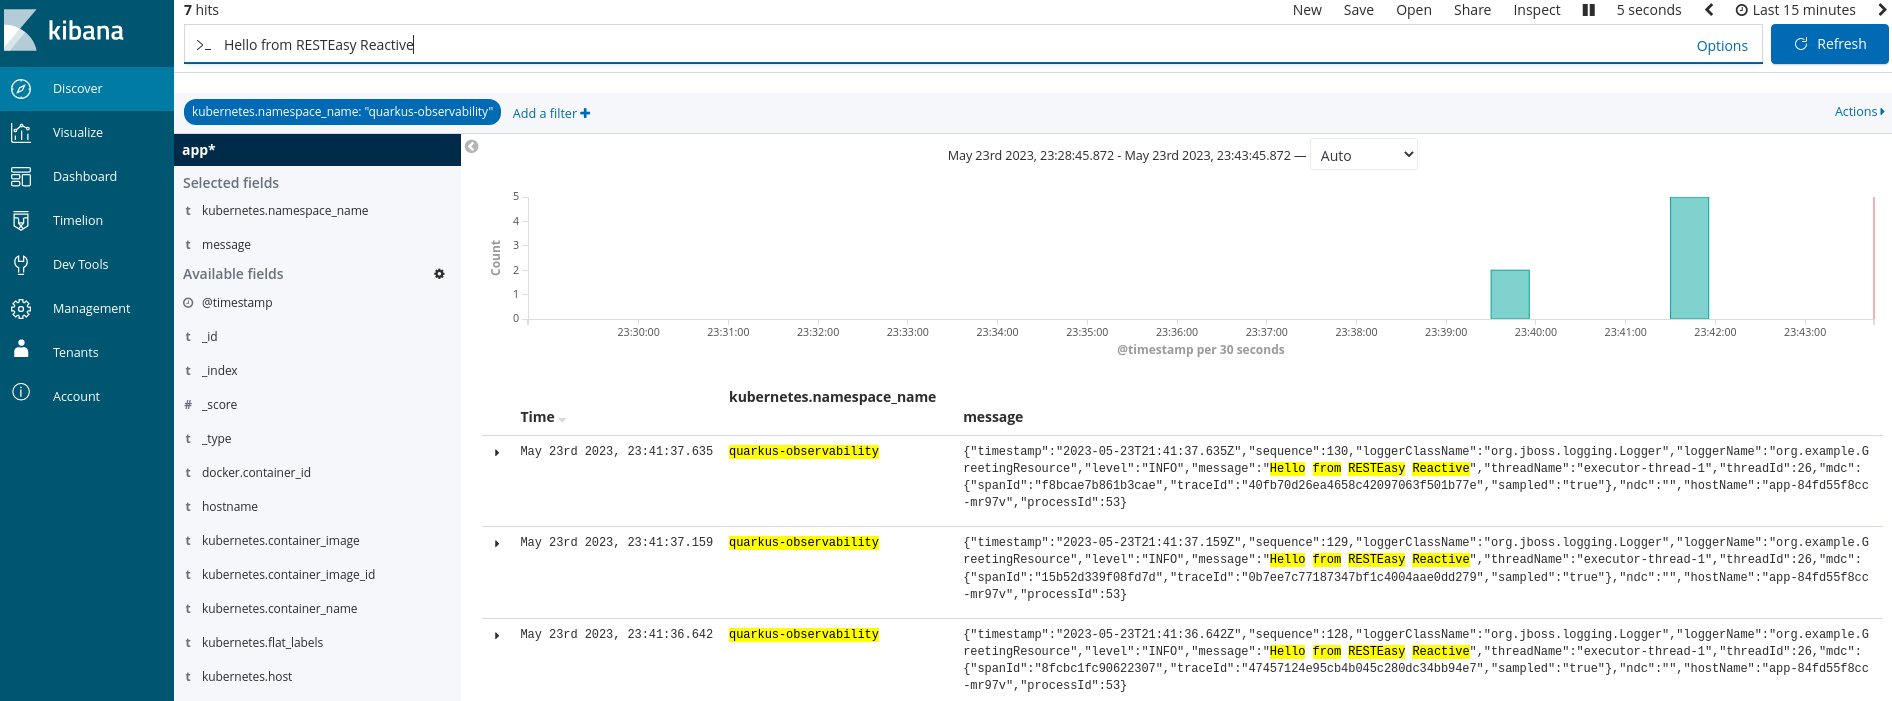 kibana
Discover
Visualize
Dashboard
Timelion
Dev Tools
Management
Tenants
Account
7 hits
New Save Open Share Inspect 5 seconds Last 15 minutes
>_ Hello from RESTEasy Reactive
Options
Refresh
kubernetes.namespace_name: "quarkus-observability"
Add a filter +
Actions
app*
Selected fields
t kubernetes.namespace_name
t message
Available fields
@timestamp
t _id
t _index
# _score
t _type
t docker.container_id
t hostname
t kubernetes.container_image
t kubernetes.container_image_id
t kubernetes.container_name
t kubernetes.flat_labels
t kubernetes.host
May 23rd 2023, 23:28:45.872 - May 23rd 2023, 23:43:45.872 — Auto
Count
5
4
3
2
1
0
23:30:00 23:31:00 23:32:00 23:33:00 23:34:00 23:35:00 23:36:00 23:37:00 23:38:00 23:39:00 23:40:00 23:41:00 23:42:00 23:43:00
@timestamp per 30 seconds
Time kubernetes.namespace_name message
May 23rd 2023, 23:41:37.635 quarkus-observability {"timestamp":"2023-05-23T21:41:37.635Z","sequence":130,"loggerClassName":"org.jboss.logging.Logger","loggerName":"org.example.G
reetingResource","level":"INFO","message":"Hello from RESTEasy Reactive","threadName":"executor-thread-1","threadId":26,"mdc":
{"spanId":"f8bcae7b861b3cae","traceId":"40fb70d26ea4658c42097063f501b77e","sampled":"true"},"ndc":"","hostName":"app-84fd55f8cc
-mr97v","processId":53}
May 23rd 2023, 23:41:37.159 quarkus-observability {"timestamp":"2023-05-23T21:41:37.159Z","sequence":129,"loggerClassName":"org.jboss.logging.Logger","loggerName":"org.example.G
reetingResource","level":"INFO","message":"Hello from RESTEasy Reactive","threadName":"executor-thread-1","threadId":26,"mdc":
{"spanId":"15b52d339f08fd7d","traceId":"0b7ee7c77187347bf1c4004aae0dd279","sampled":"true"},"ndc":"","hostName":"app-84fd55f8cc
-mr97v","processId":53}
May 23rd 2023, 23:41:36.642 quarkus-observability {"timestamp":"2023-05-23T21:41:36.642Z","sequence":128,"loggerClassName":"org.jboss.logging.Logger","loggerName":"org.example.G
reetingResource","level":"INFO","message":"Hello from RESTEasy Reactive","threadName":"executor-thread-1","threadId":26,"mdc":
{"spanId":"8fcbc1fc90622307","traceId":"47457124e95cb4b045c280dc34bb94e7","sampled":"true"},"ndc":"","hostName":"app-84fd55f8cc
-mr97v","processId":53}